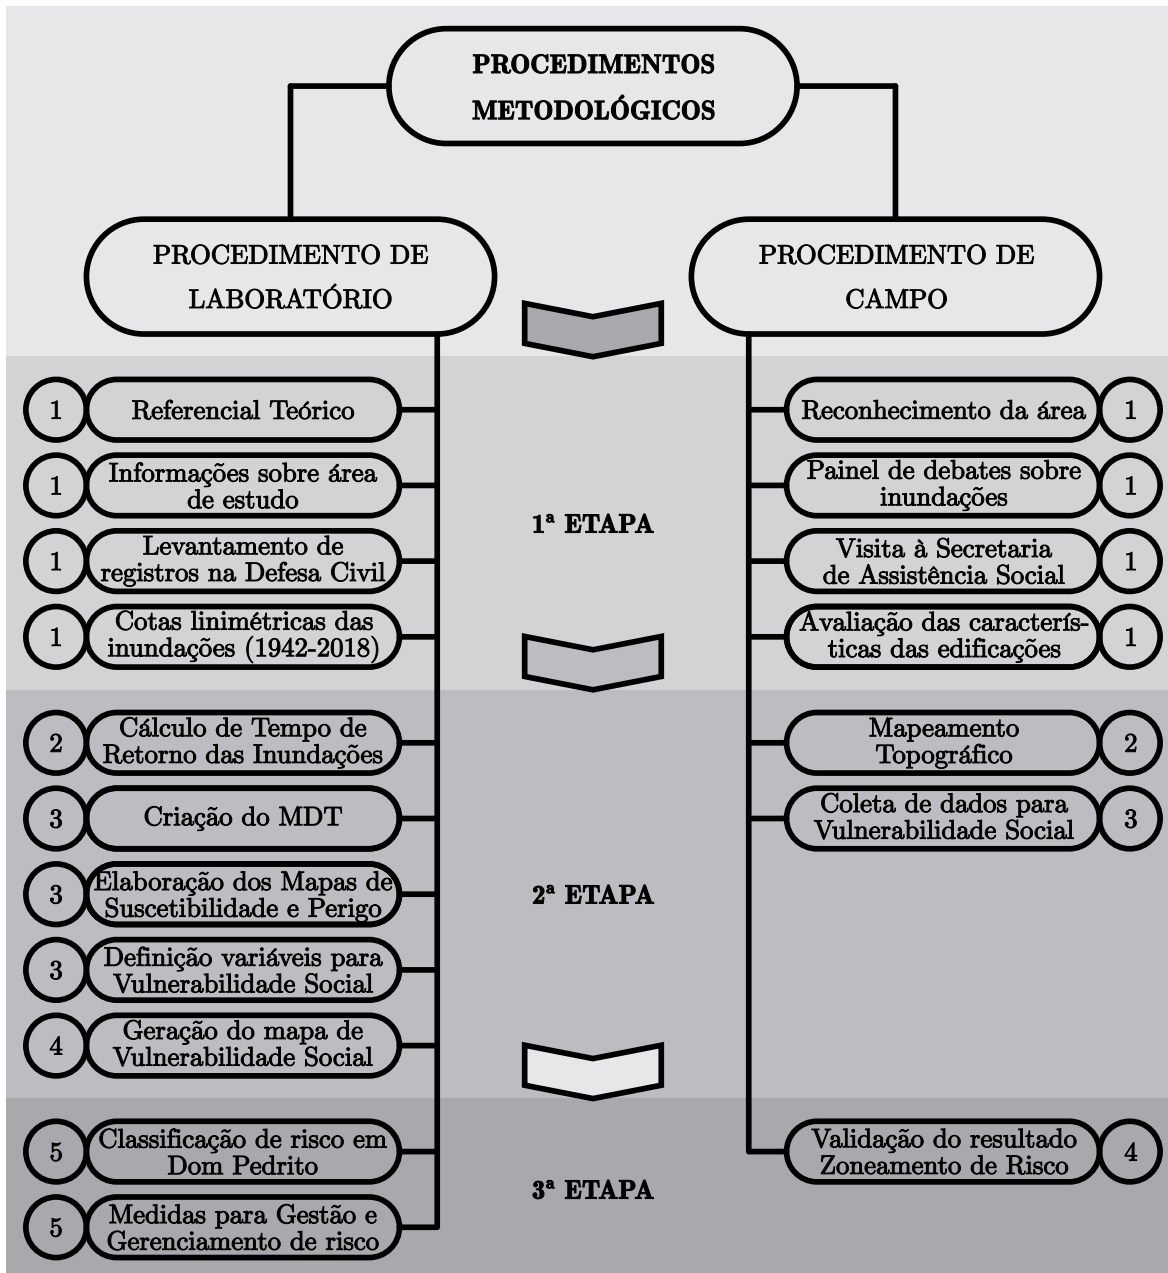 PROCEDIMENTOS
METODOLÓGICOS
PROCEDIMENTO DE
LABORATÓRIO
PROCEDIMENTO DE
CAMPO
1ª ETAPA
1
Referencial Teórico
1
Informações sobre área
de estudo
1
Levantamento de
registros na Defesa Civil
1
Cotas linimétricas das
inundações (1942-2018)
Reconhecimento da área
1
Painel de debates sobre
inundações
1
Visita à Secretaria
de Assistência Social
1
Avaliação das caracterís-
ticas das edificações
1
2ª ETAPA
2
Cálculo de Tempo de
Retorno das Inundações
3
Criação do MDT
3
Elaboração dos Mapas de
Suscetibilidade e Perigo
3
Definição variáveis para
Vulnerabilidade Social
4
Geração do mapa de
Vulnerabilidade Social
Mapeamento
Topográfico
2
Coleta de dados para
Vulnerabilidade Social
3
3ª ETAPA
5
Classificação de risco em
Dom Pedrito
5
Medidas para Gestão e
Gerenciamento de risco
Validação do resultado
Zoneamento de Risco
4